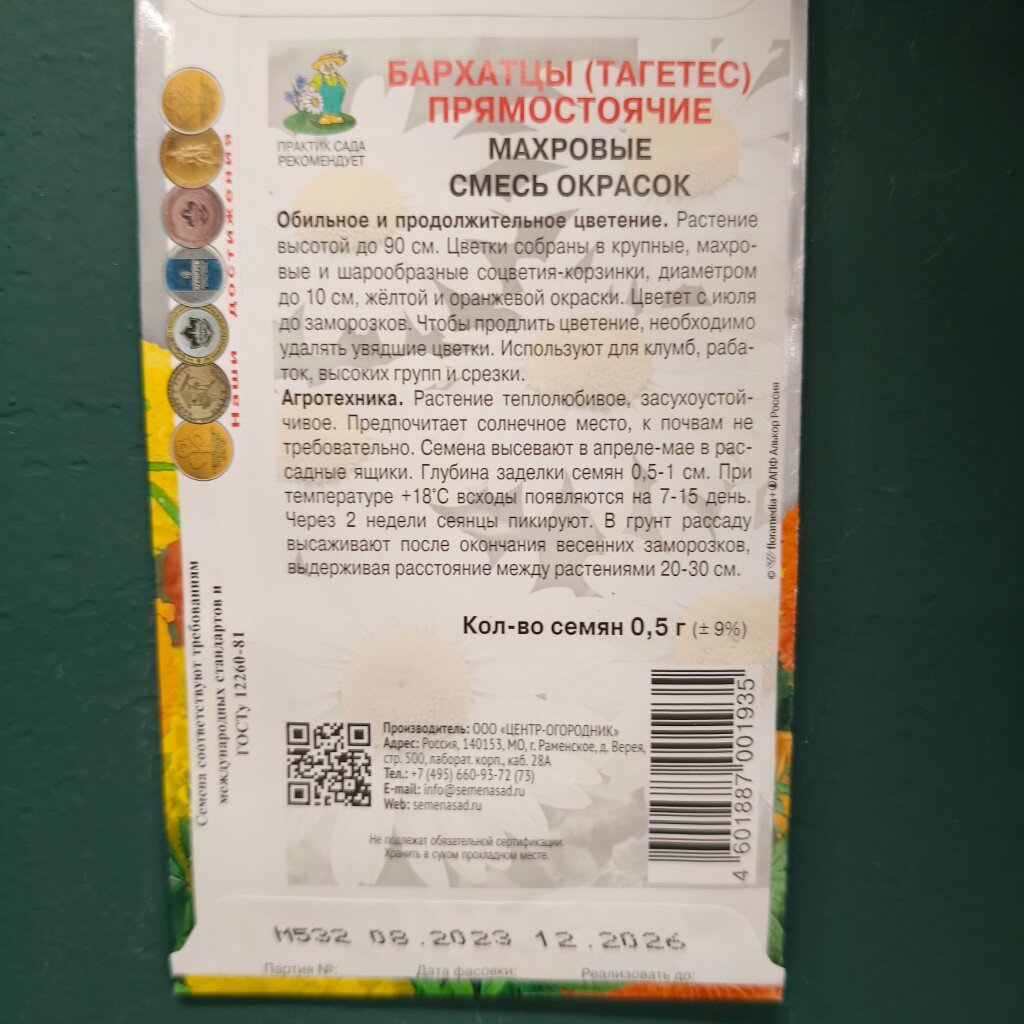 БАРХАТЦЫ (ТАГЕТЕС)
ПРЯМОСТОЯЧИЕ
МАХРОВЫЕ
СМЕСЬ ОКРАСОК
ПРАКТИК САДА
РЕКОМЕНДУЕТ
Наши достижения
Обильное и продолжительное цветение. Растение
высотой до 90 см. Цветки собраны в крупные, махро-
вые и шарообразные соцветия-корзинки, диаметром
до 10 см, жёлтой и оранжевой окраски. Цветет с июля
до заморозков. Чтобы продлить цветение, необходимо
удалять увядшие цветки. Используют для клумб, раба-
ток, высоких групп и срезки.
Агротехника. Растение теплолюбивое, засухоустой-
чивое. Предпочитает солнечное место, к почвам не
требовательно. Семена высевают в апреле-мае в рас-
садные ящики. Глубина заделки семян 0,5-1 см. При
температуре +18°С всходы появляются на 7-15 день.
Через 2 недели сеянцы пикируют. В грунт рассаду
высаживают после окончания весенних заморозков,
выдерживая расстояние между растениями 20-30 см.
floramedia+®АПФ Алькор Россия
Кол-во семян 0,5 г (± 9%)
Семена соответствуют требованиям
международных стандартов и
ГОСТу 12260-81
Производитель: ООО «ЦЕНТР-ОГОРОДНИК»
Адрес: Россия, 140153, МО, г. Раменское, д. Верея,
стр. 500, лаборат. корп., каб. 28А
Тел.: +7 (495) 660-93-72 (73)
E-mail: info@semenasad.ru
Web: semenasad.ru
Не подлежат обязательной сертификации.
Хранить в сухом прохладном месте.
4 601887 001935
М532 08.2023 12.2026
Партия №: Дата фасовки: Реализовать до: